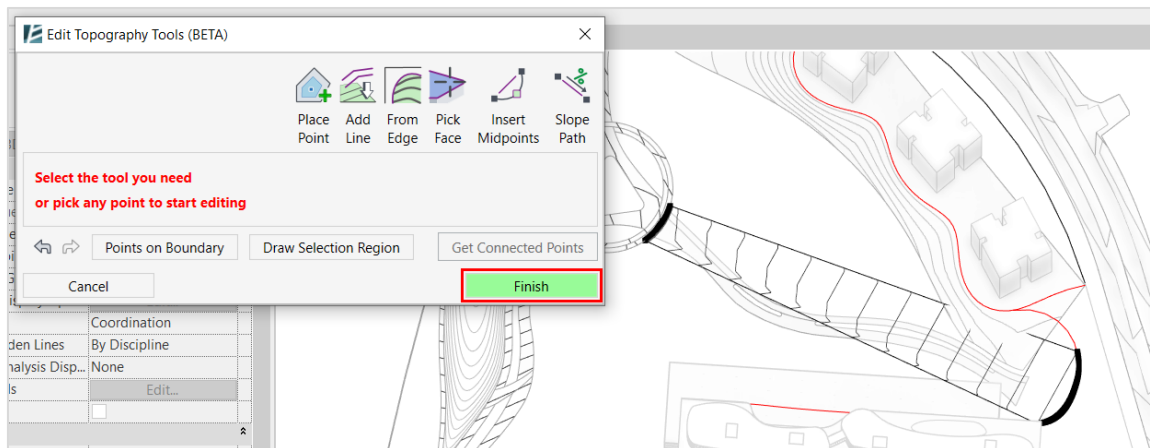 Edit Topography Tools (BETA)
Place Point
Add Line
From Edge
Pick Face
Insert Midpoints
Slope Path
Select the tool you need
or pick any point to start editing
Points on Boundary
Draw Selection Region
Get Connected Points
Cancel
Finish
Coordination
den Lines By Discipline
nalysis Disp... None
ls Edit...